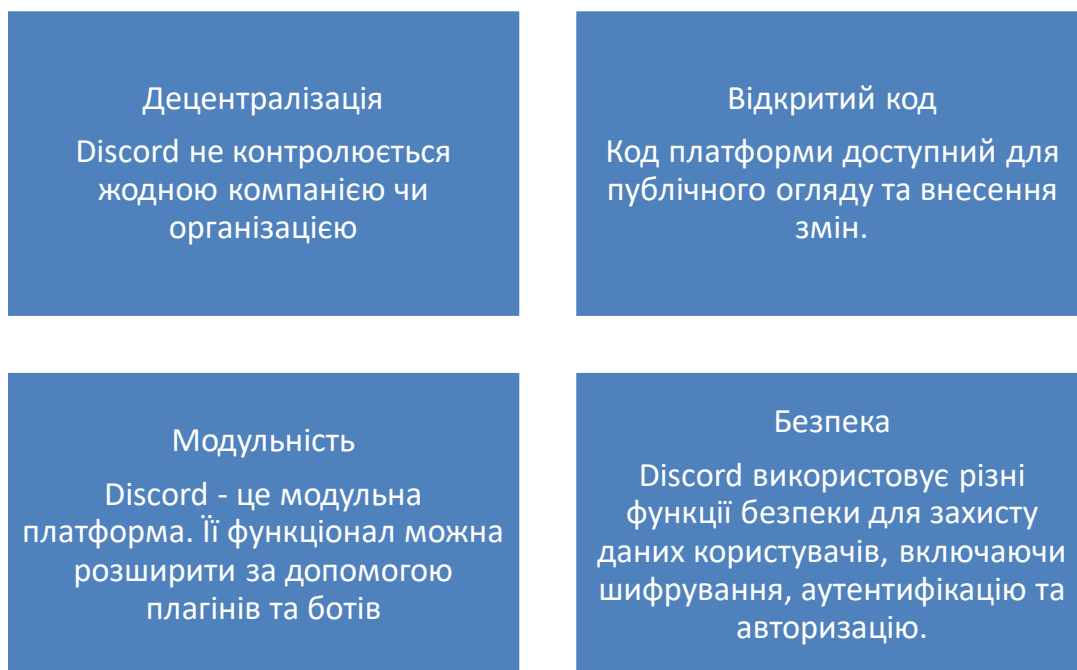 Децентралізація
Discord не контролюється
жодною компанією чи
організацією
Відкритий код
Код платформи доступний для
публічного огляду та внесення
змін.
Модульність
Discord - це модульна
платформа. Її функціонал можна
розширити за допомогою
плагінів та ботів
Безпека
Discord використовує різні
функції безпеки для захисту
даних користувачів, включаючи
шифрування, аутентифікацію та
авторизацію.